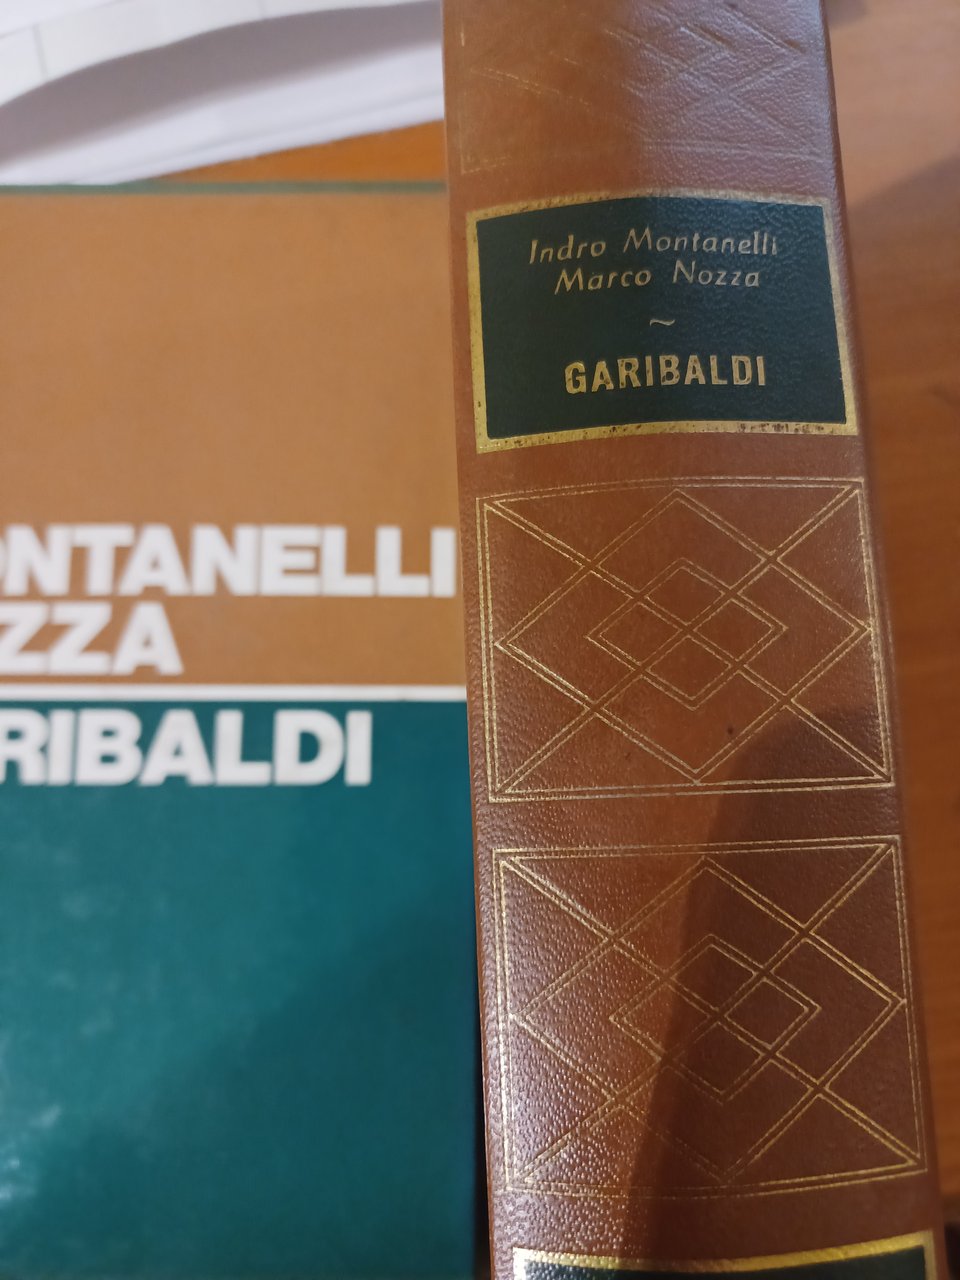 Indro Montanelli
Marco Nozza
~
GARIBALDI
ONTANELLI
ZZA
RIBALDI